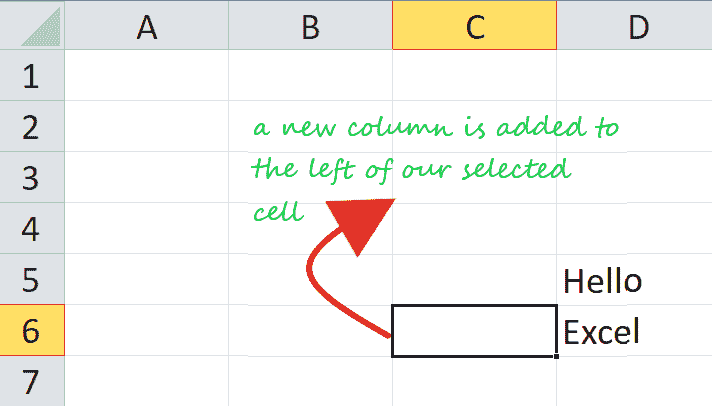 A B C D
1
2 a new column is added to
3 the left of our selected
4 cell
5 Hello
6 Excel
7